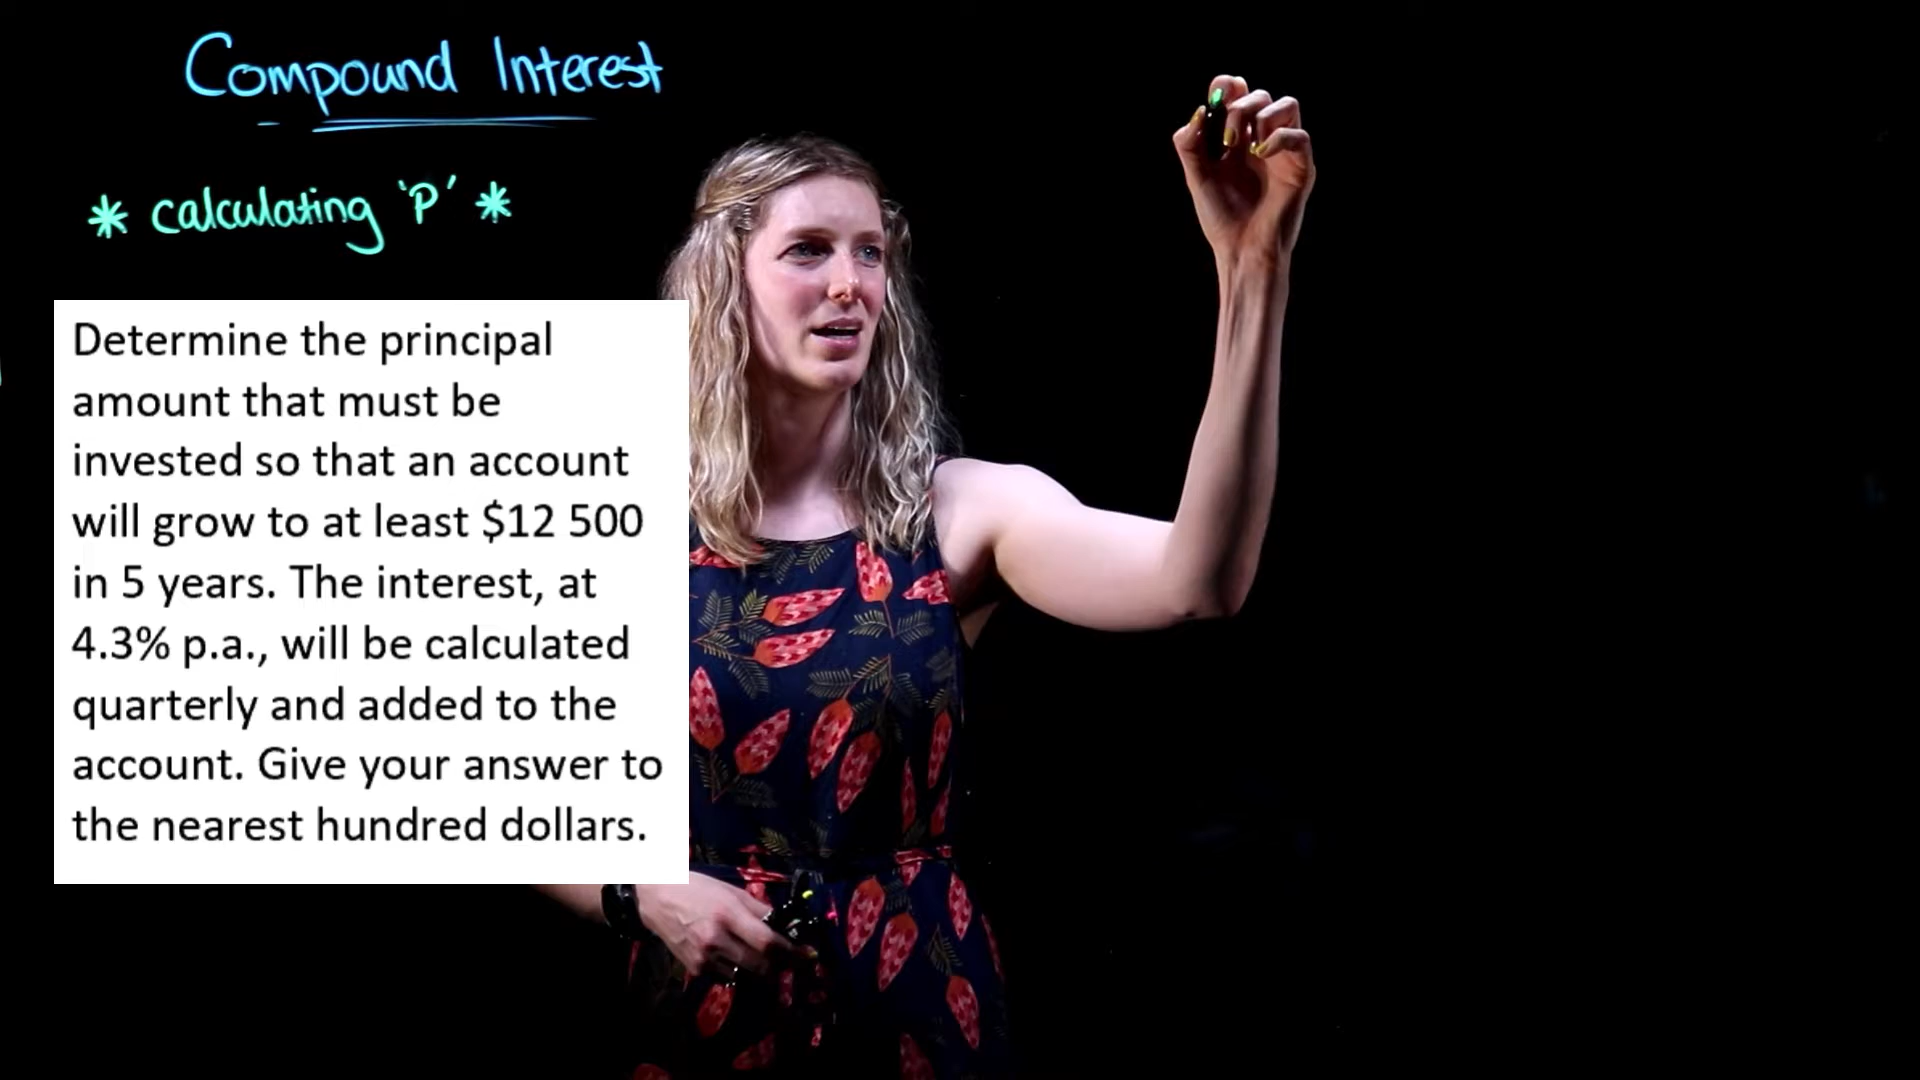 Compound Interest
* calculating 'P' *
Determine the principal
amount that must be
invested so that an account
will grow to at least $12 500
in 5 years. The interest, at
4.3% p.a., will be calculated
quarterly and added to the
account. Give your answer to
the nearest hundred dollars.